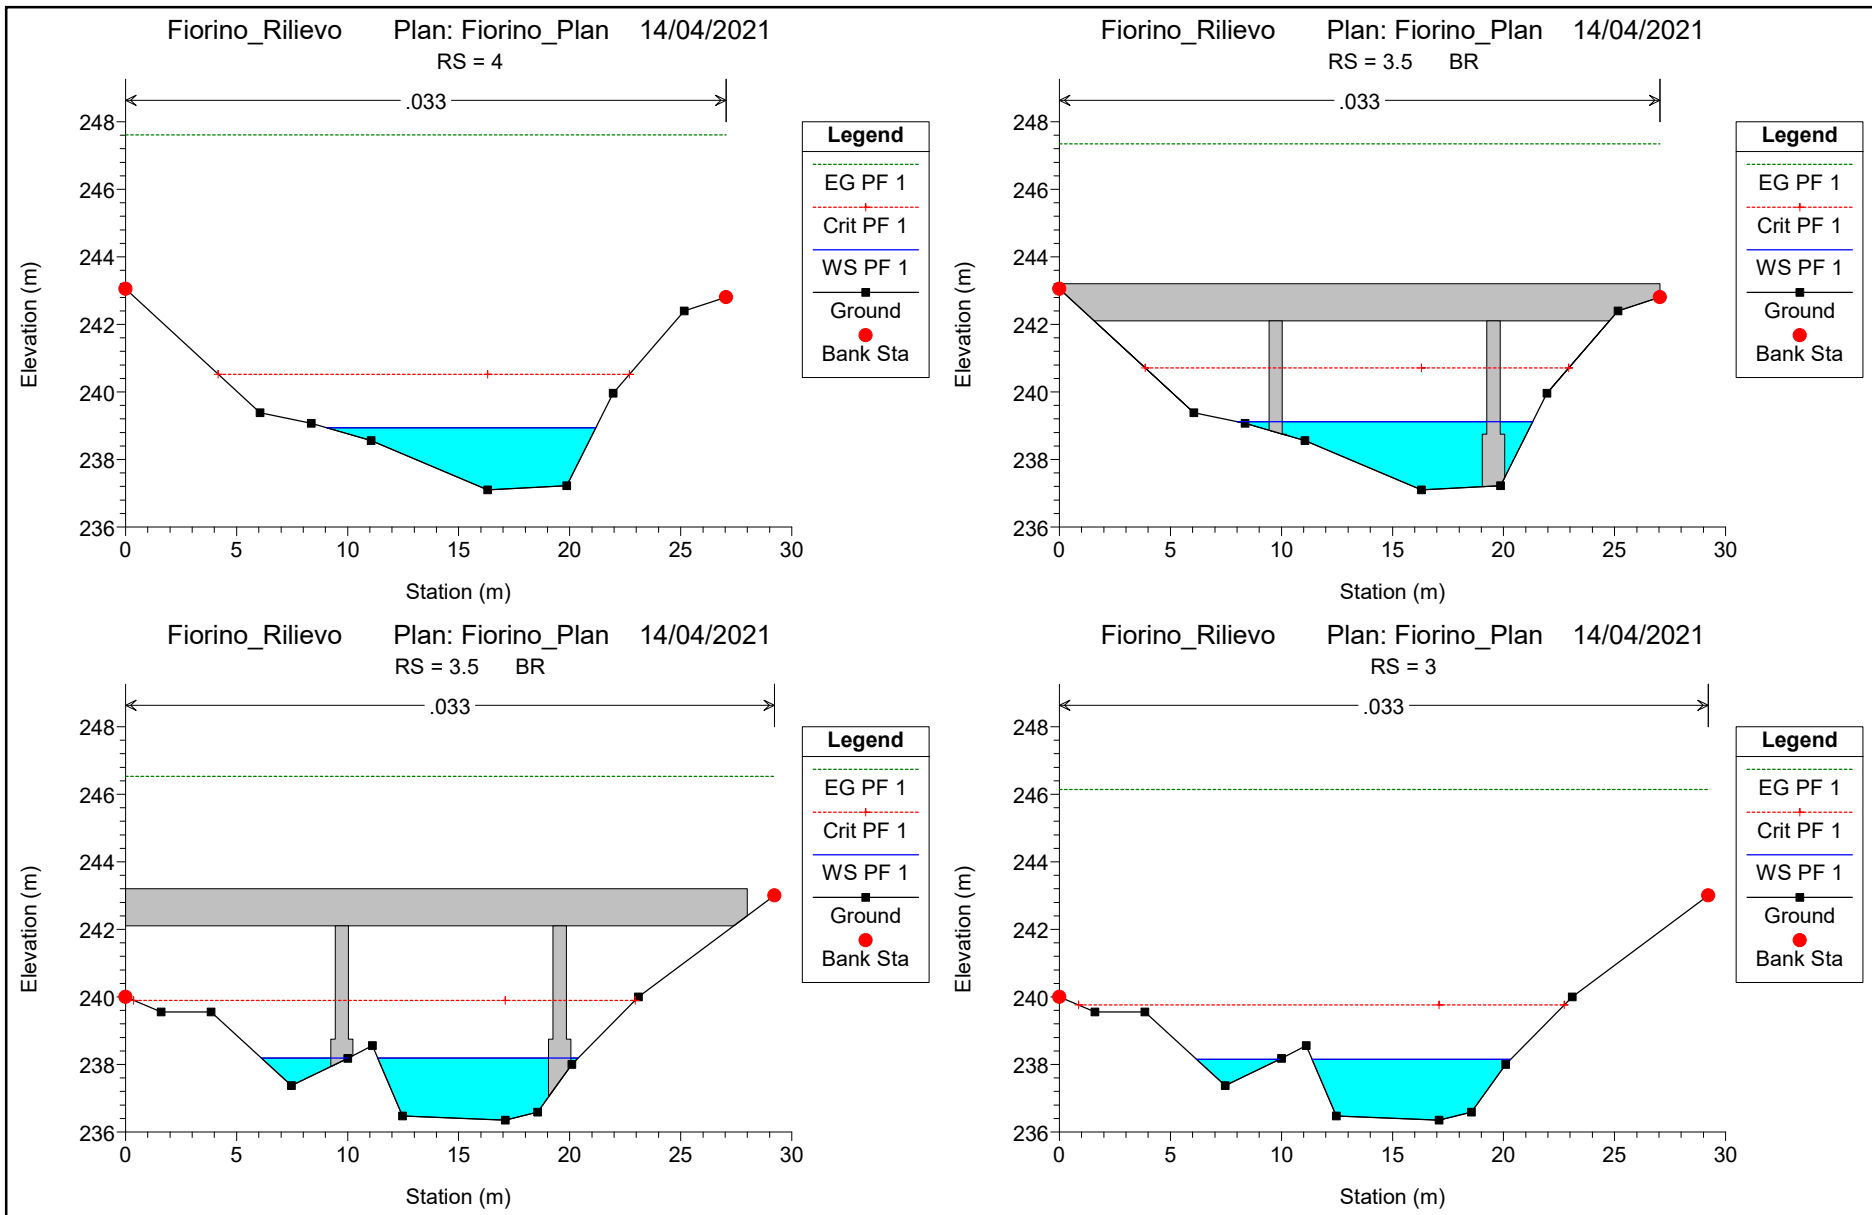 Fiorino_Rilievo Plan: Fiorino_Plan 14/04/2021
RS = 4
.033
248
246
244
242
240
238
236
0 5 10 15 20 25 30
Elevation (m)
Station (m)
Legend
EG PF 1
Crit PF 1
WS PF 1
Ground
Bank Sta
Fiorino_Rilievo Plan: Fiorino_Plan 14/04/2021
RS = 3.5 BR
.033
248
246
244
242
240
238
236
0 5 10 15 20 25 30
Elevation (m)
Station (m)
Legend
EG PF 1
Crit PF 1
WS PF 1
Ground
Bank Sta
Fiorino_Rilievo Plan: Fiorino_Plan 14/04/2021
RS = 3.5 BR
.033
248
246
244
242
240
238
236
0 5 10 15 20 25 30
Elevation (m)
Station (m)
Legend
EG PF 1
Crit PF 1
WS PF 1
Ground
Bank Sta
Fiorino_Rilievo Plan: Fiorino_Plan 14/04/2021
RS = 3
.033
248
246
244
242
240
238
236
0 5 10 15 20 25 30
Elevation (m)
Station (m)
Legend
EG PF 1
Crit PF 1
WS PF 1
Ground
Bank Sta